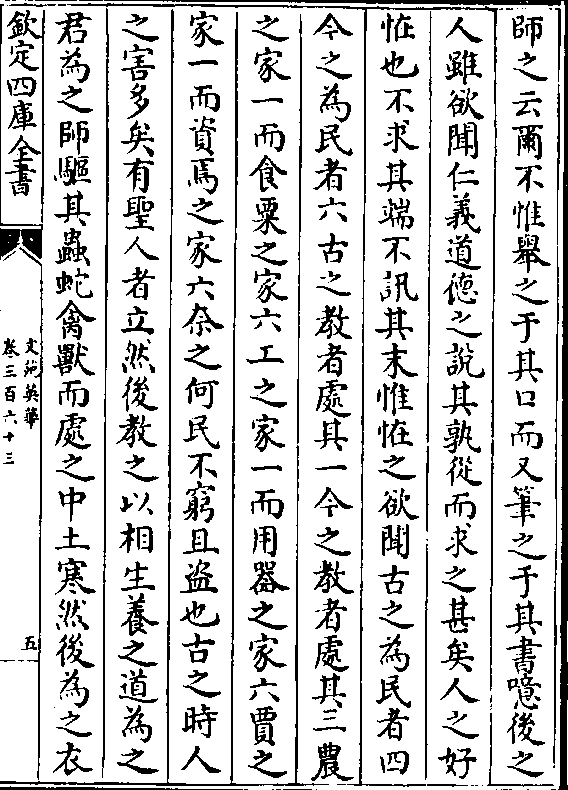 師之云爾不惟舉之于其口而又筆之于其書噫後之
人雖欲聞仁義道德之說其孰從而求之甚矣人之好
恠也不求其端不訊其末惟恠之欲聞古之為民者四
今之為民者六古之教者處其一今之教者處其三農
之家一而食粟之家六工之家一而用器之家六賈之
家一而資焉之家六奈之何民不窮且盗也古之時人
之害多矣有聖人者立然後教之以相生養之道為之
君為之師驅其蟲蛇禽獸而處之中土寒然後為之衣
欽定四庫全書
文苑英華
卷三百六十三
五